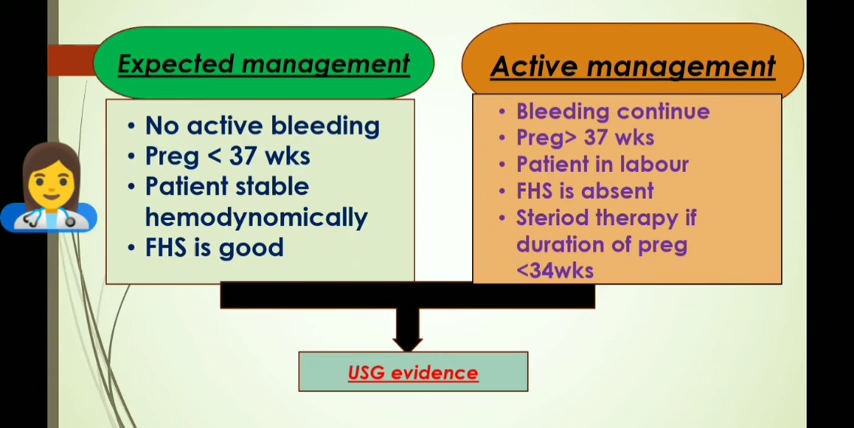 Expected management
• No active bleeding
• Preg < 37 wks
• Patient stable
hemodynomically
• FHS is good
Active management
• Bleeding continue
• Preg> 37 wks
• Patient in labour
• FHS is absent
• Steriod therapy if
duration of preg
<34wks
USG evidence